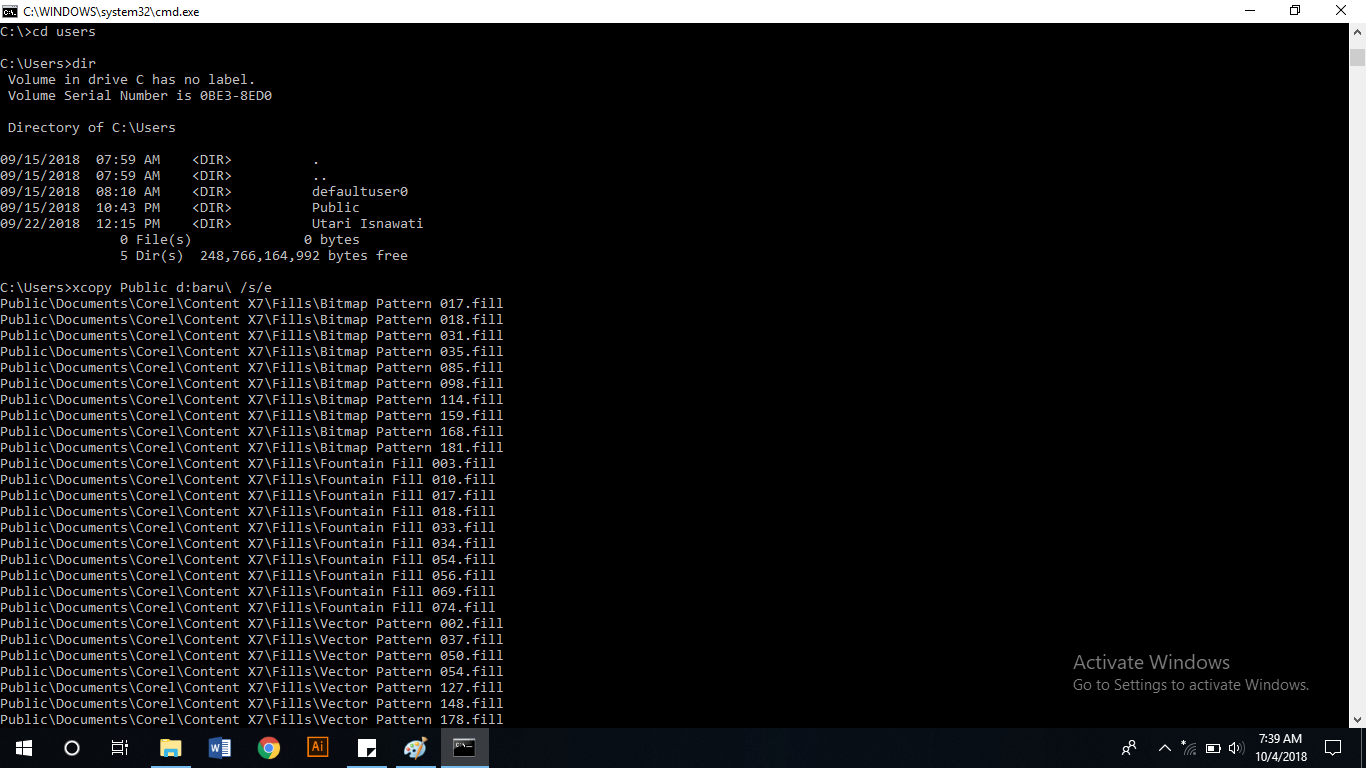 C:\WINDOWS\system32\cmd.exe
C:\>cd users
C:\Users>dir
 Volume in drive C has no label.
 Volume Serial Number is 0BE3-8ED0
 Directory of C:\Users
09/15/2018  07:59 AM    <DIR>          .
09/15/2018  07:59 AM    <DIR>          ..
09/15/2018  08:10 AM    <DIR>          defaultuser0
09/15/2018  10:43 PM    <DIR>          Public
09/22/2018  12:15 PM    <DIR>          Utari Isnawati
               0 File(s)              0 bytes
               5 Dir(s)  248,766,164,992 bytes free
C:\Users>xcopy Public d:baru\ /s/e
Public\Documents\Corel\Content X7\Fills\Bitmap Pattern 017.fill
Public\Documents\Corel\Content X7\Fills\Bitmap Pattern 018.fill
Public\Documents\Corel\Content X7\Fills\Bitmap Pattern 031.fill
Public\Documents\Corel\Content X7\Fills\Bitmap Pattern 035.fill
Public\Documents\Corel\Content X7\Fills\Bitmap Pattern 085.fill
Public\Documents\Corel\Content X7\Fills\Bitmap Pattern 098.fill
Public\Documents\Corel\Content X7\Fills\Bitmap Pattern 114.fill
Public\Documents\Corel\Content X7\Fills\Bitmap Pattern 159.fill
Public\Documents\Corel\Content X7\Fills\Bitmap Pattern 168.fill
Public\Documents\Corel\Content X7\Fills\Bitmap Pattern 181.fill
Public\Documents\Corel\Content X7\Fills\Fountain Fill 003.fill
Public\Documents\Corel\Content X7\Fills\Fountain Fill 010.fill
Public\Documents\Corel\Content X7\Fills\Fountain Fill 017.fill
Public\Documents\Corel\Content X7\Fills\Fountain Fill 018.fill
Public\Documents\Corel\Content X7\Fills\Fountain Fill 033.fill
Public\Documents\Corel\Content X7\Fills\Fountain Fill 034.fill
Public\Documents\Corel\Content X7\Fills\Fountain Fill 054.fill
Public\Documents\Corel\Content X7\Fills\Fountain Fill 056.fill
Public\Documents\Corel\Content X7\Fills\Fountain Fill 069.fill
Public\Documents\Corel\Content X7\Fills\Fountain Fill 074.fill
Public\Documents\Corel\Content X7\Fills\Vector Pattern 002.fill
Public\Documents\Corel\Content X7\Fills\Vector Pattern 037.fill
Public\Documents\Corel\Content X7\Fills\Vector Pattern 050.fill
Public\Documents\Corel\Content X7\Fills\Vector Pattern 054.fill
Public\Documents\Corel\Content X7\Fills\Vector Pattern 127.fill
Public\Documents\Corel\Content X7\Fills\Vector Pattern 148.fill
Public\Documents\Corel\Content X7\Fills\Vector Pattern 178.fill
Activate Windows
Go to Settings to activate Windows.
Ai
7:39 AM
10/4/2018